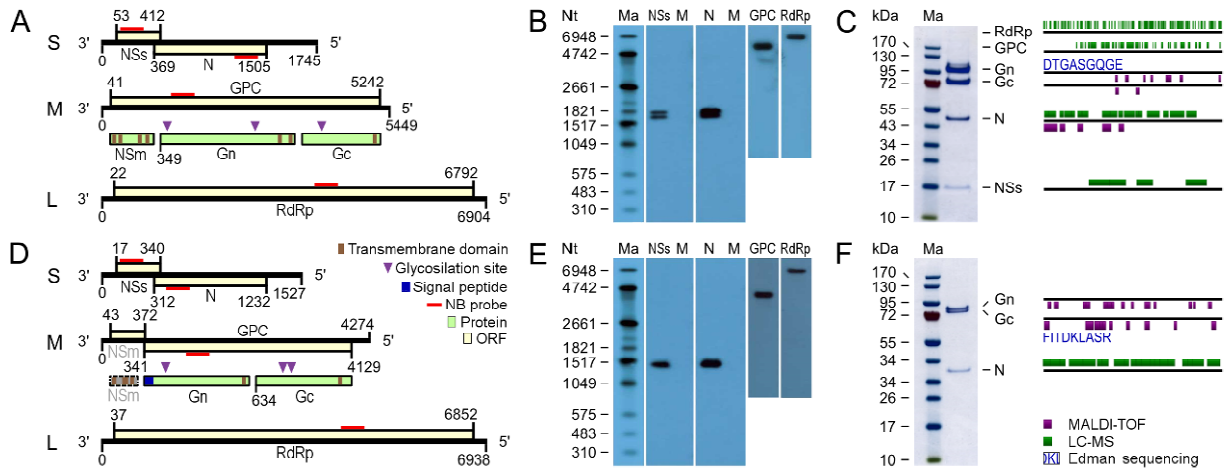 A
S 3' 53 412 5'
NSs N
0 369 1505 1745
M 3' 41 GPC 5242 5'
0 5449
NSm 349 Gn Gc
L 3' 22 6792 5'
0 RdRp 6904
B Nt Ma NSs M N M GPC RdRp
6948
4742
2661
1821
1517
1049
575
483
310
C kDa Ma
170
130
95
72
55
43
34
26
17
10
RdRp
GPC
Gn
Gc
N
NSs
DTGASGQGE
D
S 3' 17 340 5'
NSs N
0 312 1232 1527
Transmembrane domain
Glycosilation site
Signal peptide
NB probe
Protein
ORF
M 3' 43 372 GPC 4274 5'
0 NSm 4129
341
NSm Gn 634 Gc
L 3' 37 6852 5'
0 RdRp 6938
E Nt Ma NSs M N M GPC RdRp
6948
4742
2661
1821
1517
1049
575
483
310
F kDa Ma
170
130
95
72
55
43
34
26
17
10
Gn
Gc
N
FITDKLASR
MALDI-TOF
LC-MS
Edman sequencing